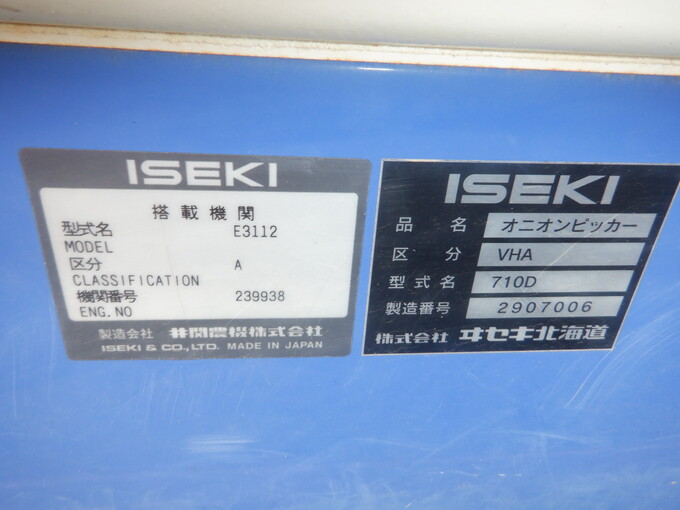 ISEKI
搭載機関
型式名 E3112
MODEL
区分 A
CLASSIFICATION
機関番号 239938
ENG.NO
製造会社 井関農機株式会社
ISEKI & CO., LTD. MADE IN JAPAN
ISEKI
品名 オニオンピッカー
区分 VHA
型式名 710D
製造番号 2907006
株式会社 ヰセキ北海道